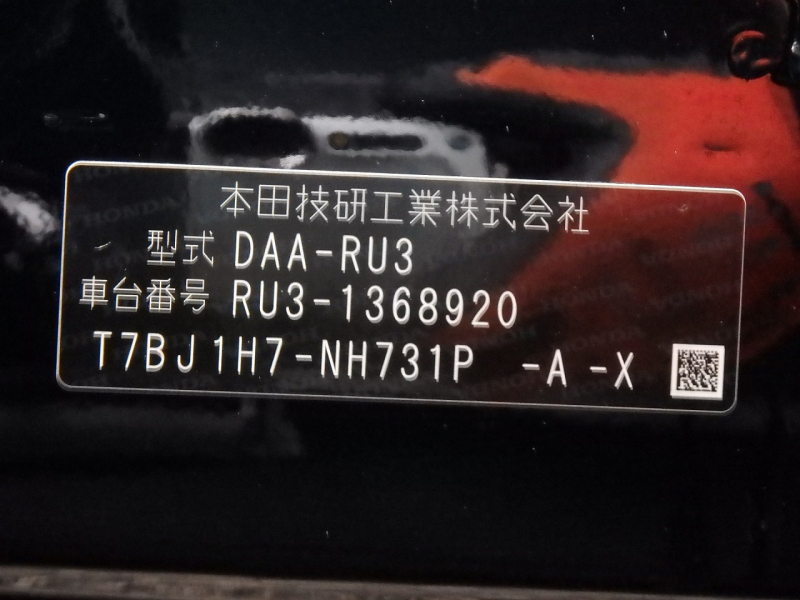 本田技研工業株式会社
型式 DAA-RU3
車台番号 RU3-1368920
T7BJ1H7-NH731P -A -X